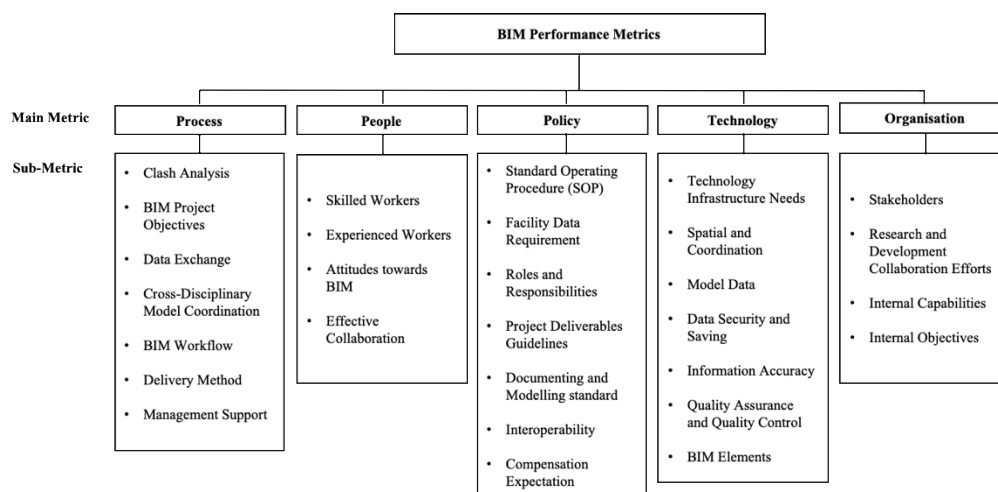 BIM Performance Metrics
Main Metric
Process
People
Policy
Technology
Organisation
Sub-Metric
• Clash Analysis
• BIM Project
Objectives
• Data Exchange
• Cross-Disciplinary
Model Coordination
• BIM Workflow
• Delivery Method
• Management Support
• Skilled Workers
• Experienced Workers
• Attitudes towards
BIM
• Effective
Collaboration
• Standard Operating
Procedure (SOP)
• Facility Data
Requirement
• Roles and
Responsibilities
• Project Deliverables
Guidelines
• Documenting and
Modelling standard
• Interoperability
• Compensation
Expectation
• Technology
Infrastructure Needs
• Spatial and
Coordination
• Model Data
• Data Security and
Saving
• Information Accuracy
• Quality Assurance
and Quality Control
• BIM Elements
• Stakeholders
• Research and
Development
Collaboration Efforts
• Internal Capabilities
• Internal Objectives